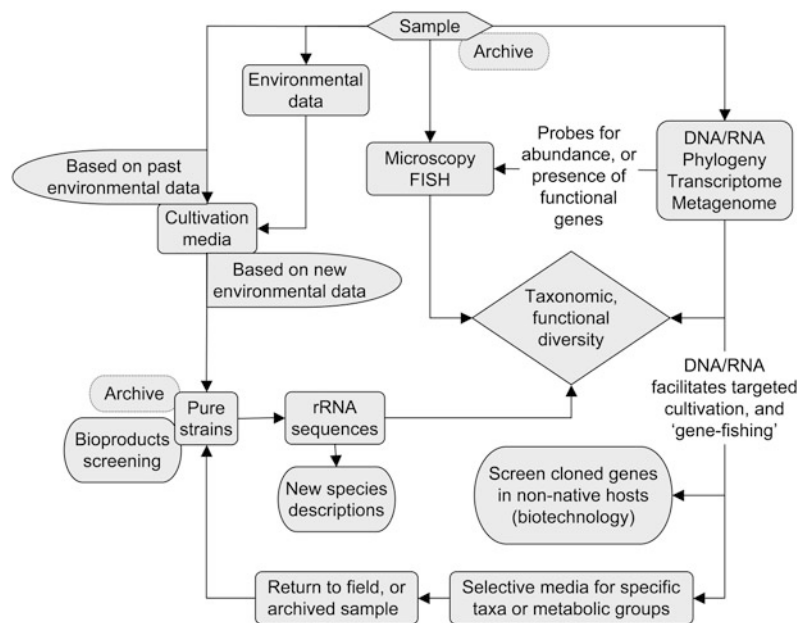 Sample
Archive
Environmental
data
Based on past
environmental data
Cultivation
media
Based on new
environmental data
Microscopy
FISH
Probes for
abundance, or
presence of
functional
genes
DNA/RNA
Phylogeny
Transcriptome
Metagenome
Taxonomic,
functional
diversity
DNA/RNA
facilitates targeted
cultivation, and
‘gene-fishing’
Archive
Pure
strains
Bioproducts
screening
rRNA
sequences
New species
descriptions
Screen cloned genes
in non-native hosts
(biotechnology)
Return to field, or
archived sample
Selective media for specific
taxa or metabolic groups